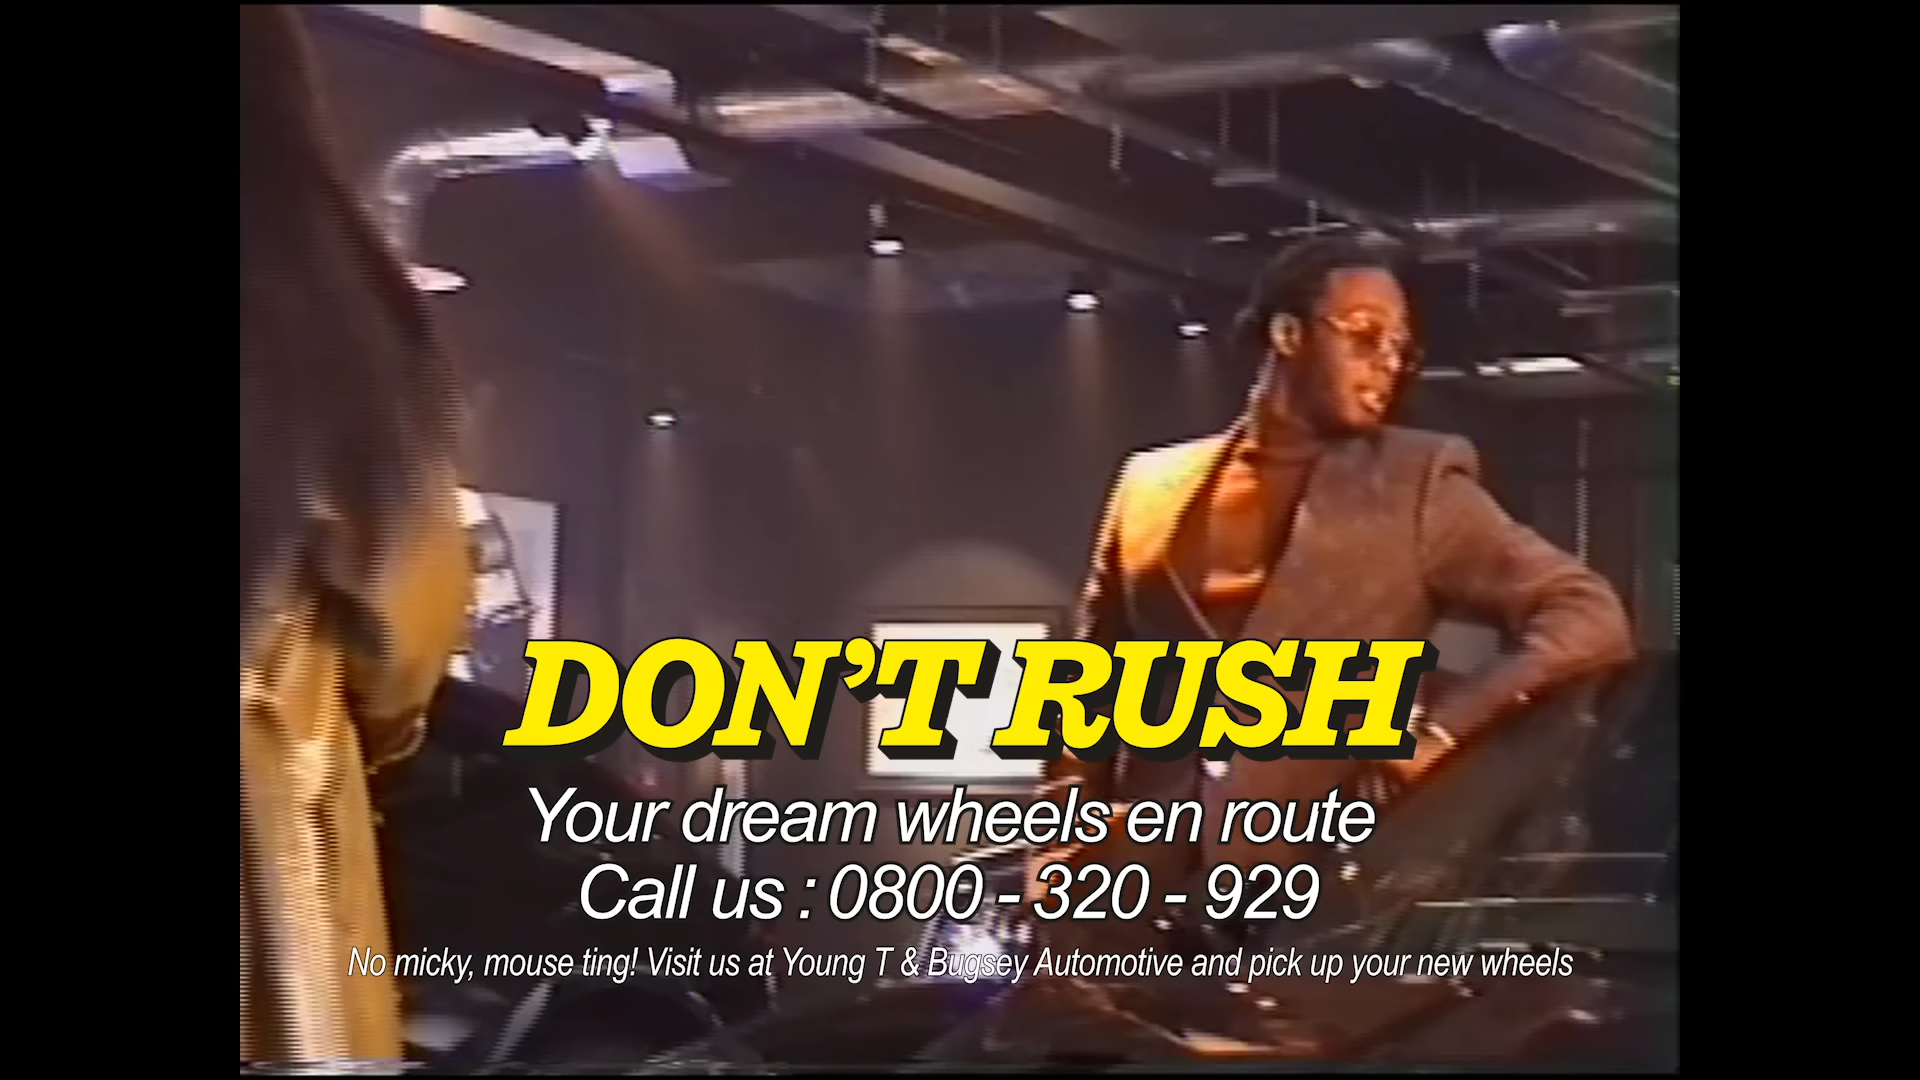 DON'T RUSH
Your dream wheels en route
Call us : 0800 - 320 - 929
No micky, mouse ting! Visit us at Young T & Bugsey Automotive and pick up your new wheels